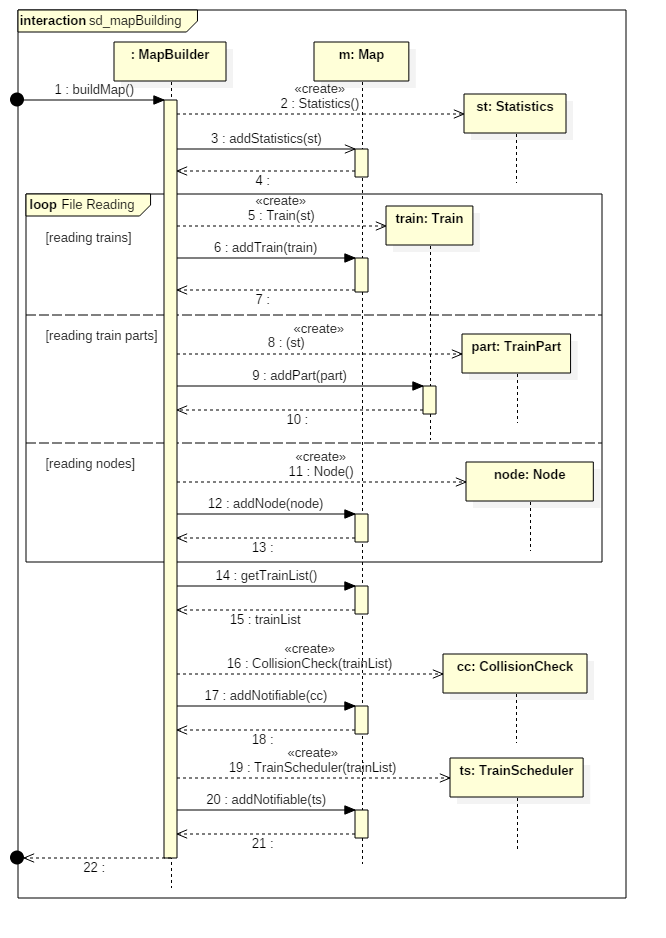 interaction sd_mapBuilding
: MapBuilder
m: Map
1 : buildMap()
«create»
2 : Statistics()
st: Statistics
3 : addStatistics(st)
4 :
loop File Reading
«create»
5 : Train(st)
train: Train
[reading trains]
6 : addTrain(train)
7 :
[reading train parts]
«create»
8 : (st)
part: TrainPart
9 : addPart(part)
10 :
[reading nodes]
«create»
11 : Node()
node: Node
12 : addNode(node)
13 :
14 : getTrainList()
15 : trainList
«create»
16 : CollisionCheck(trainList)
cc: CollisionCheck
17 : addNotifiable(cc)
18 :
«create»
19 : TrainScheduler(trainList)
ts: TrainScheduler
20 : addNotifiable(ts)
21 :
22 :